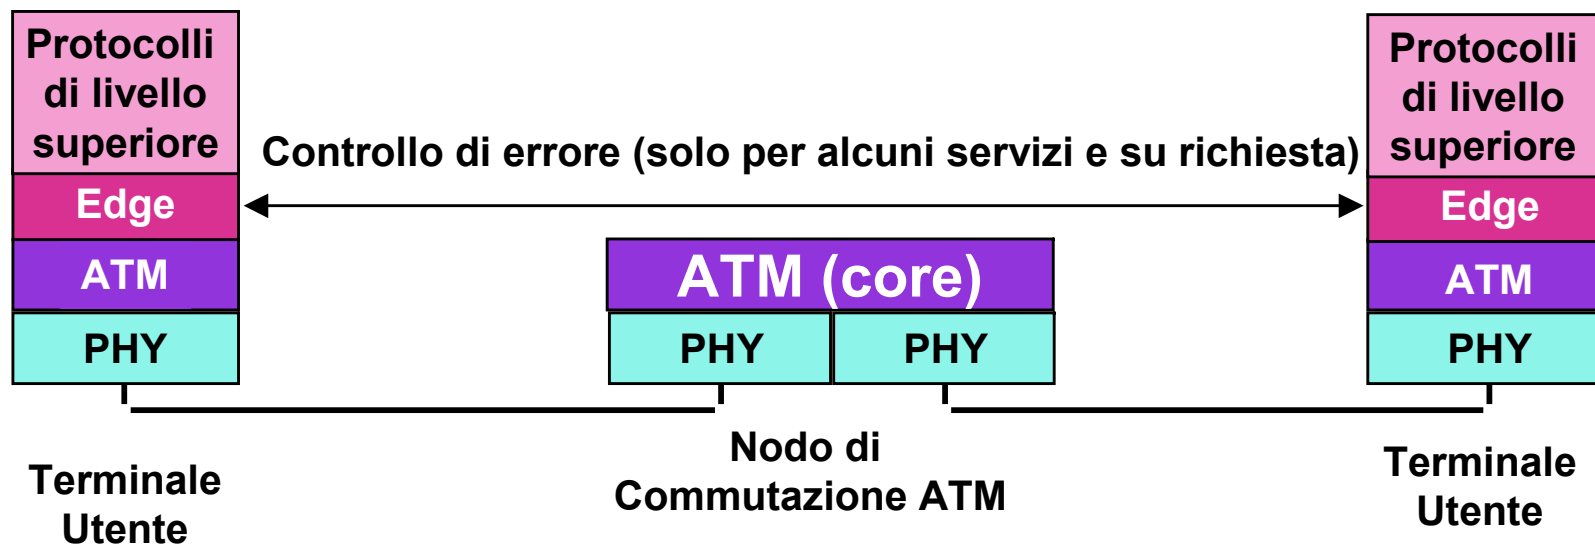 Protocolli
di livello
superiore
Edge
ATM
PHY
Terminale
Utente
Controllo di errore (solo per alcuni servizi e su richiesta)
ATM (core)
PHY
PHY
Nodo di
Commutazione ATM
Protocolli
di livello
superiore
Edge
ATM
PHY
Terminale
Utente